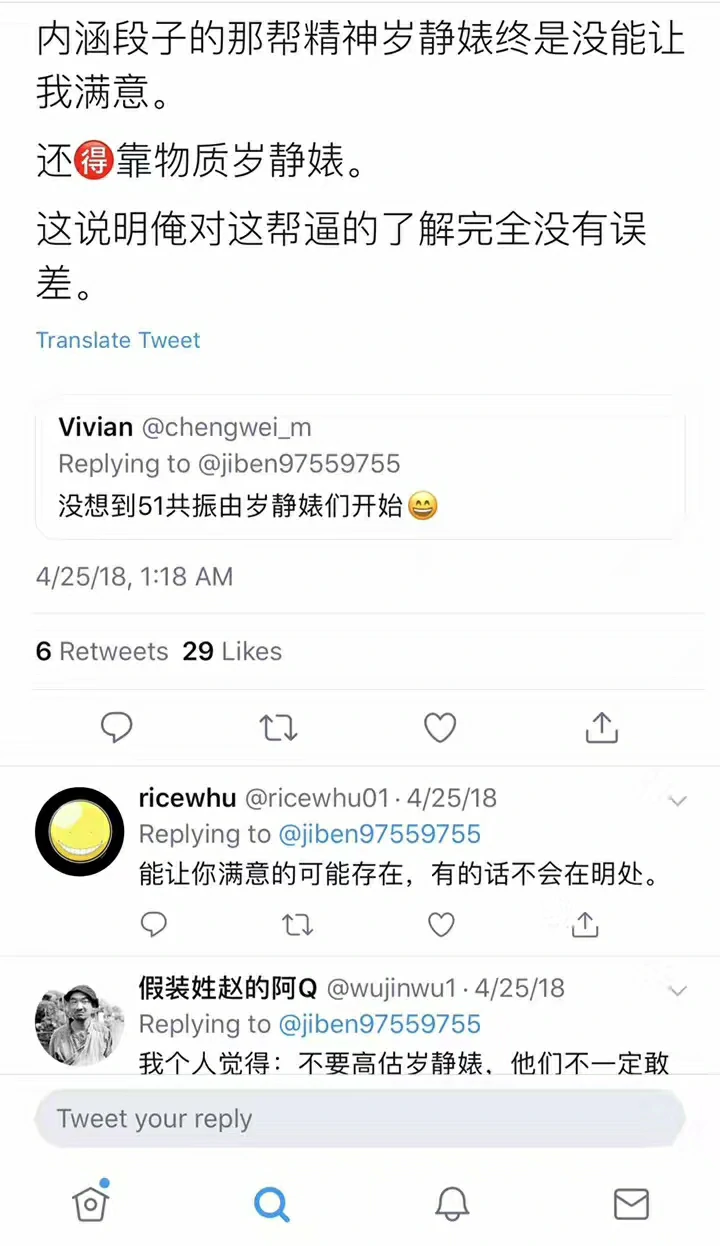 内涵段子的那帮精神岁静婊终是没能让
我满意。
还🉐靠物质岁静婊。
这说明俺对这帮逼的了解完全没有误
差。
Translate Tweet
Vivian @chengwei_m
Replying to @jiben97559755
没想到51共振由岁静婊们开始😄
4/25/18, 1:18 AM
6 Retweets 29 Likes
ricewhu @ricewhu01 · 4/25/18
Replying to @jiben97559755
能让你满意的可能存在，有的话不会在明处。
假装姓赵的阿Q @wujinwu1 · 4/25/18
Replying to @jiben97559755
我个人觉得：不要高估岁静婊，他们不一定敢
Tweet your reply